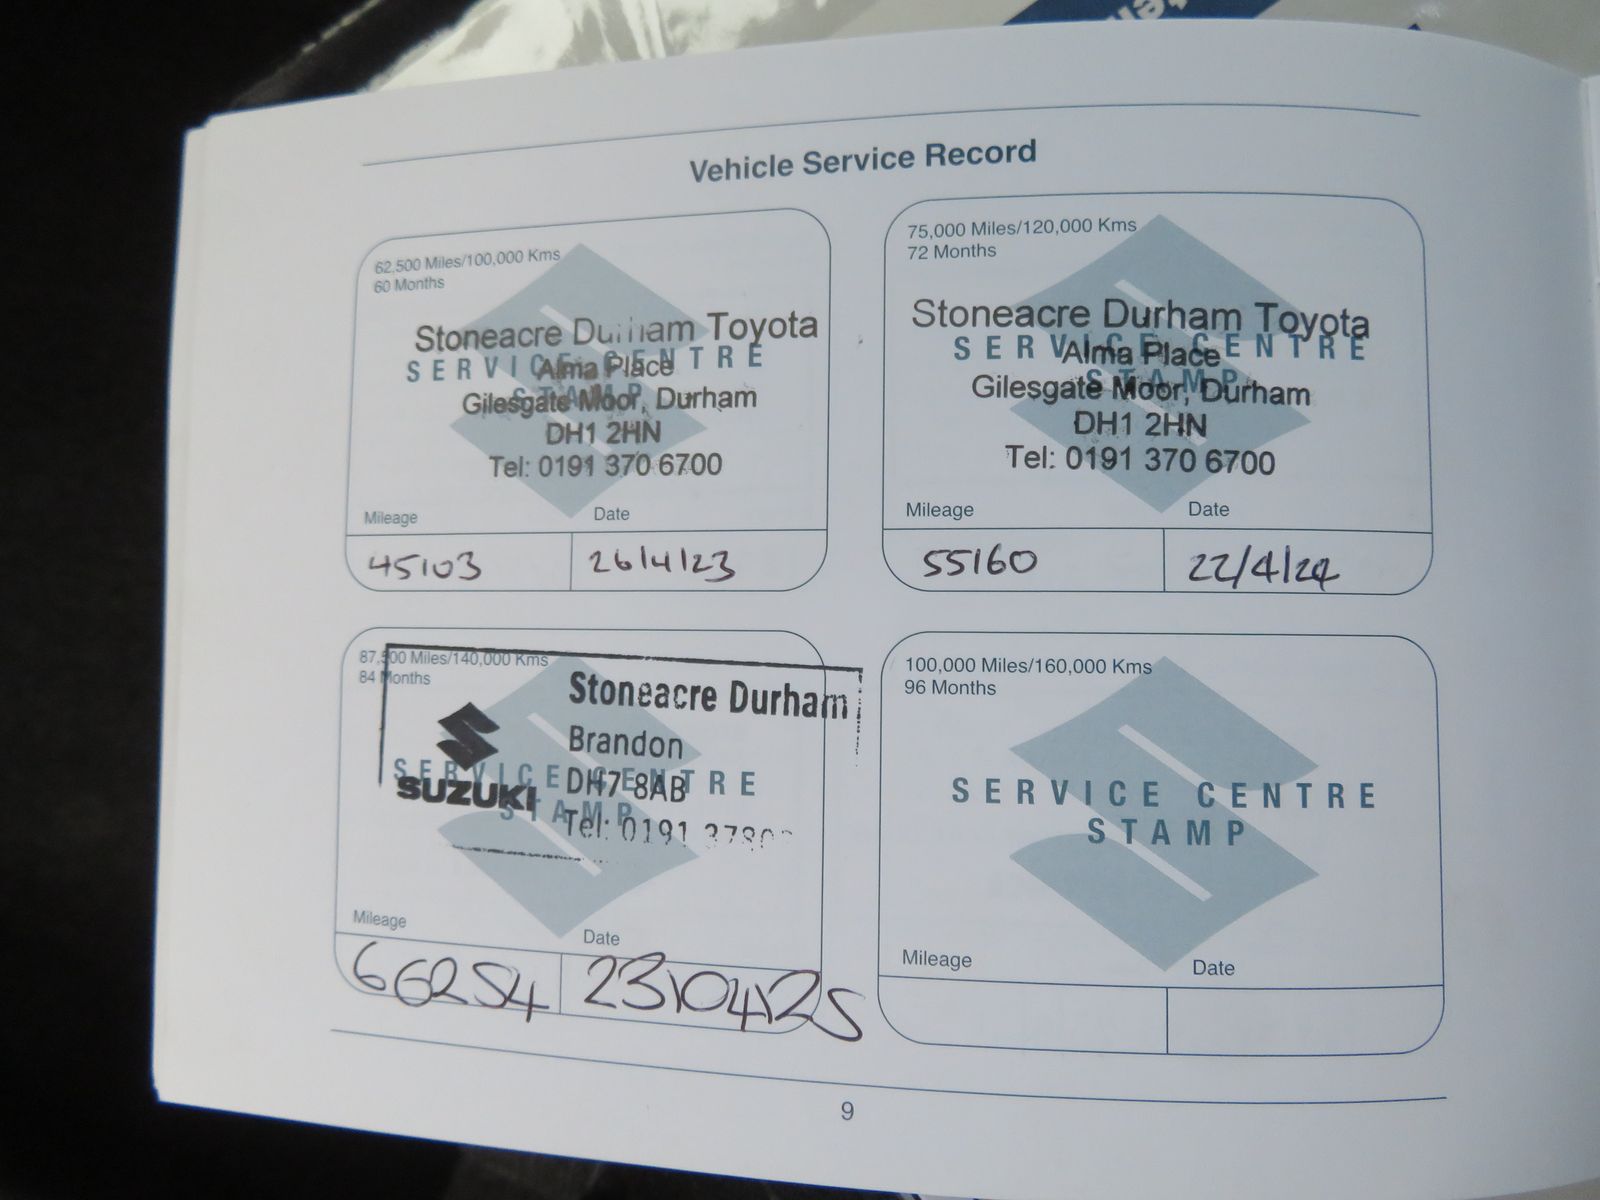 Vehicle Service Record
62,500 Miles/100,000 Kms
60 Months
SERVICE CENTRE
STAMP
Stoneacre Durham Toyota
Alma Place
Gilesgate Moor, Durham
DH1 2HN
Tel: 0191 370 6700
Mileage Date
45103 26/4/23
75,000 Miles/120,000 Kms
72 Months
SERVICE CENTRE
STAMP
Stoneacre Durham Toyota
Alma Place
Gilesgate Moor, Durham
DH1 2HN
Tel: 0191 370 6700
Mileage Date
55160 22/4/24
87,500 Miles/140,000 Kms
84 Months
SERVICE CENTRE
STAMP
SUZUKI
Stoneacre Durham
Brandon
DH7 8AB
Tel: 0191
Mileage Date
66254 23/04/25
100,000 Miles/160,000 Kms
96 Months
SERVICE CENTRE
STAMP
Mileage Date
9